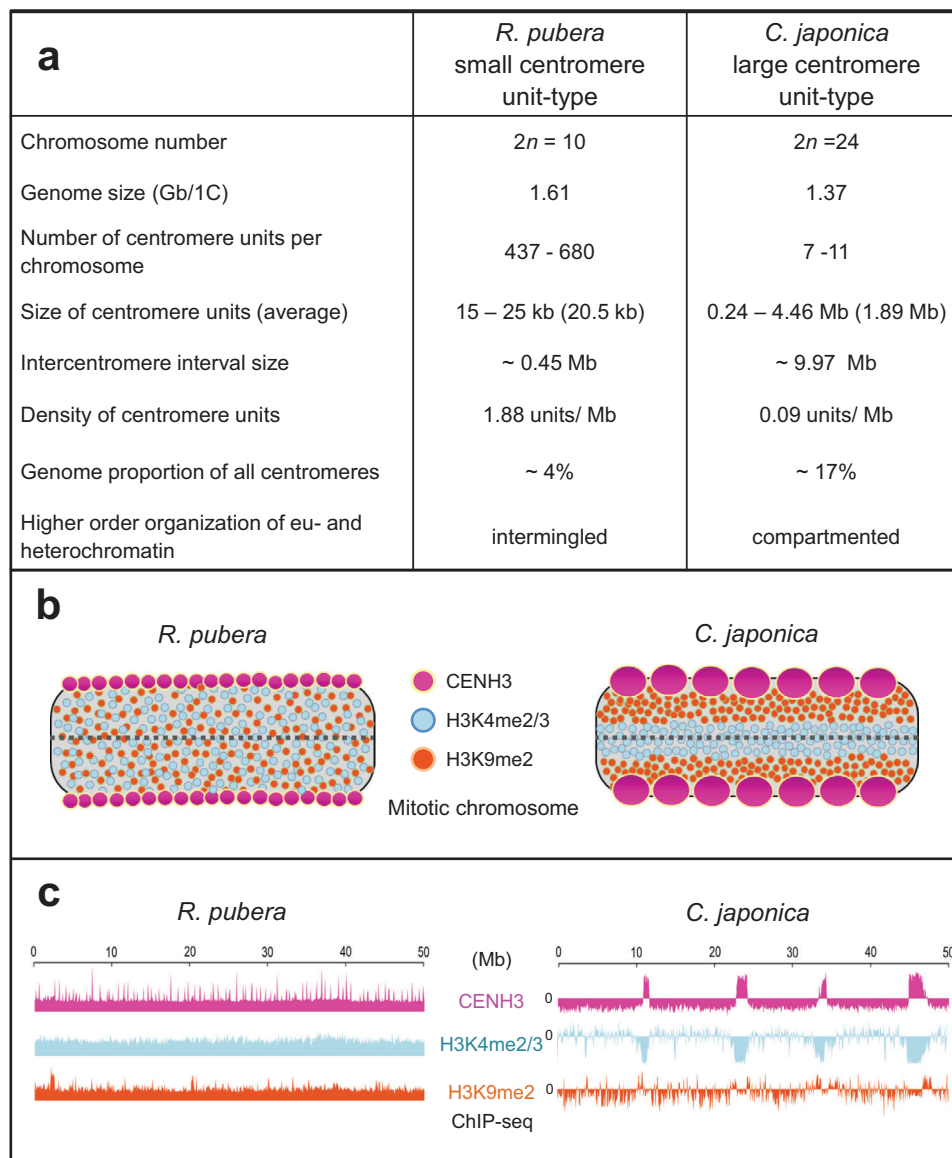 a
R. pubera
small centromere
unit-type
C. japonica
large centromere
unit-type
Chromosome number
2n = 10
2n =24
Genome size (Gb/1C)
1.61
1.37
Number of centromere units per
chromosome
437 - 680
7 -11
Size of centromere units (average)
15 – 25 kb (20.5 kb)
0.24 – 4.46 Mb (1.89 Mb)
Intercentromere interval size
~ 0.45 Mb
~ 9.97 Mb
Density of centromere units
1.88 units/ Mb
0.09 units/ Mb
Genome proportion of all centromeres
~ 4%
~ 17%
Higher order organization of eu- and
heterochromatin
intermingled
compartmented
b
R. pubera
C. japonica
CENH3
H3K4me2/3
H3K9me2
Mitotic chromosome
c
R. pubera
C. japonica
0 10 20 30 40 50
(Mb)
0 10 20 30 40 50
CENH3
0
H3K4me2/3
0
H3K9me2
0
ChIP-seq